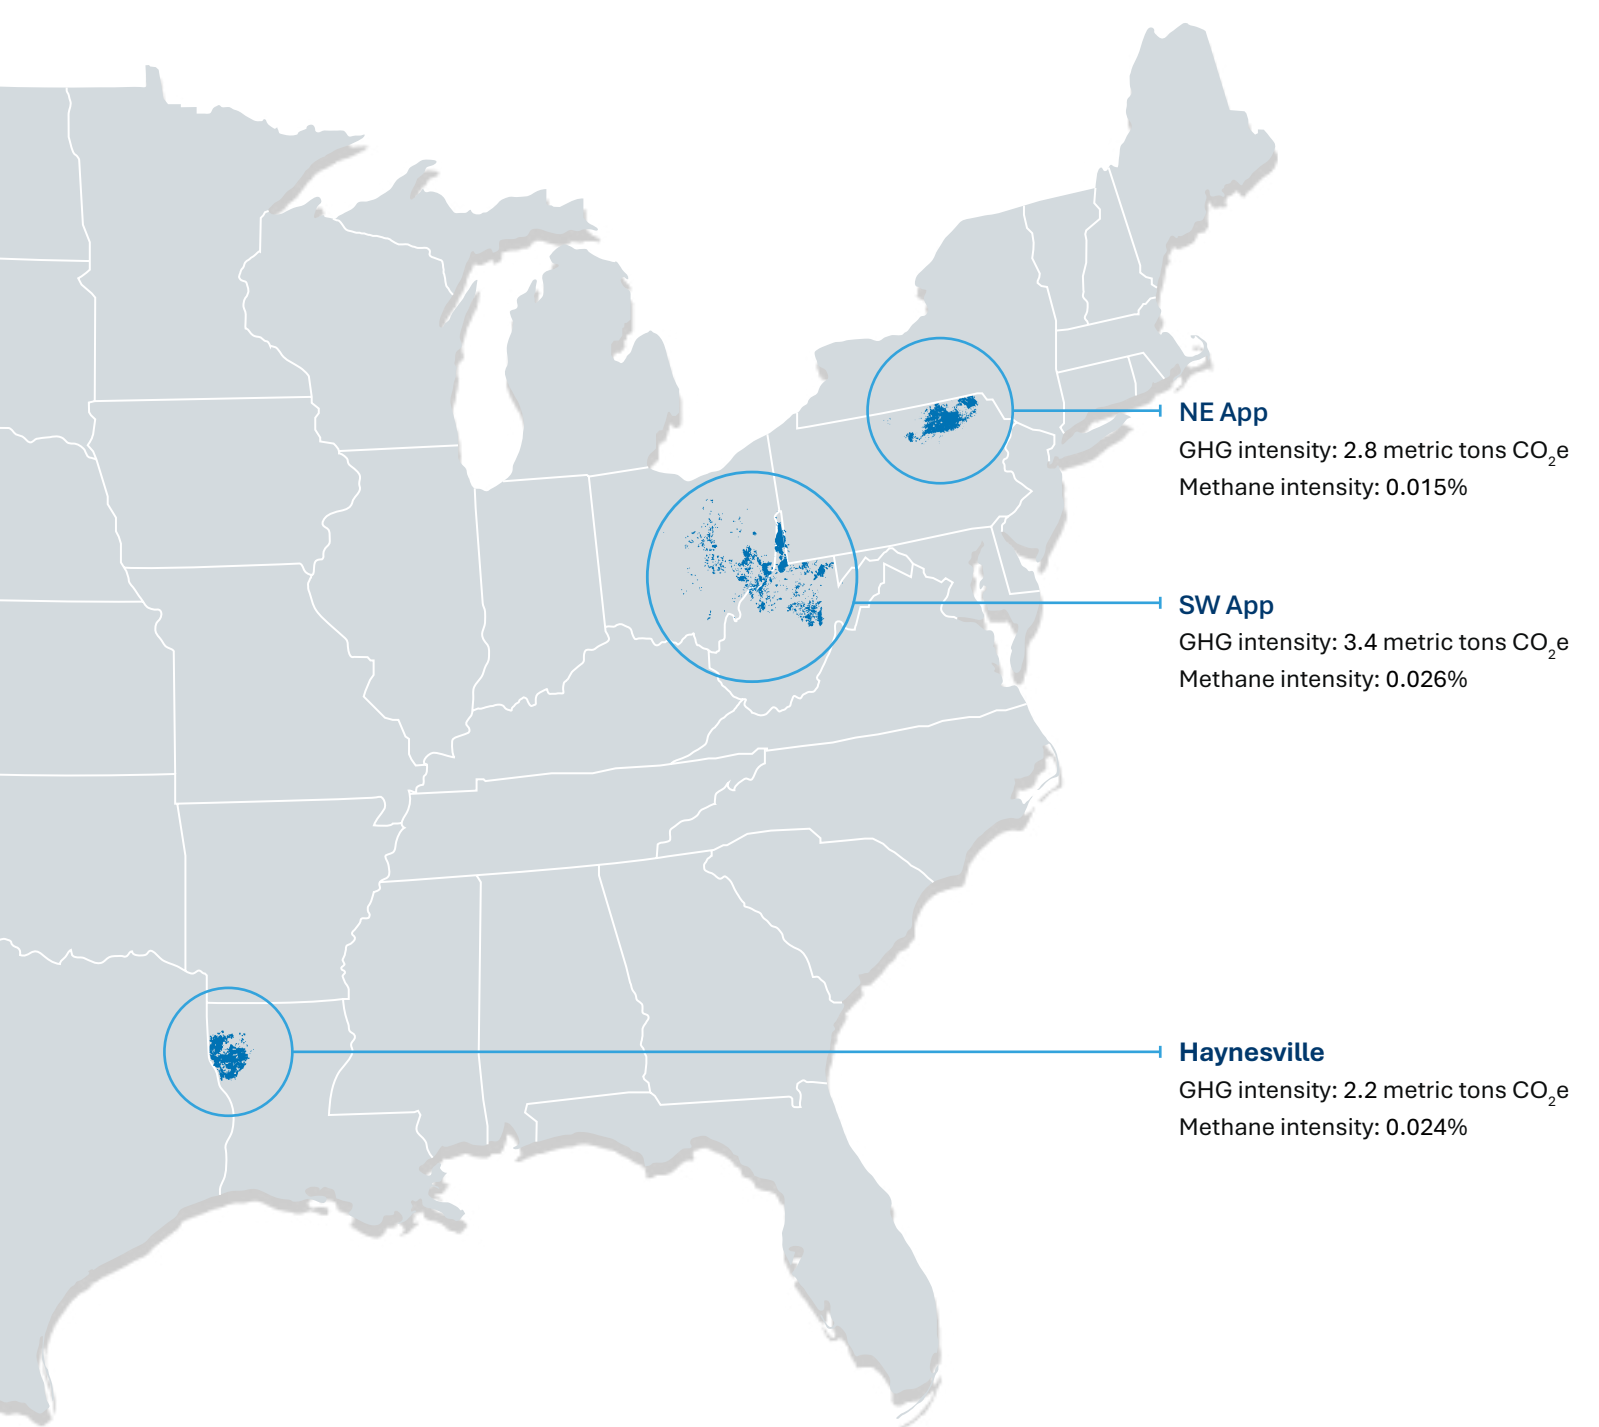 NE App
GHG intensity: 2.8 metric tons CO₂e
Methane intensity: 0.015%
SW App
GHG intensity: 3.4 metric tons CO₂e
Methane intensity: 0.026%
Haynesville
GHG intensity: 2.2 metric tons CO₂e
Methane intensity: 0.024%